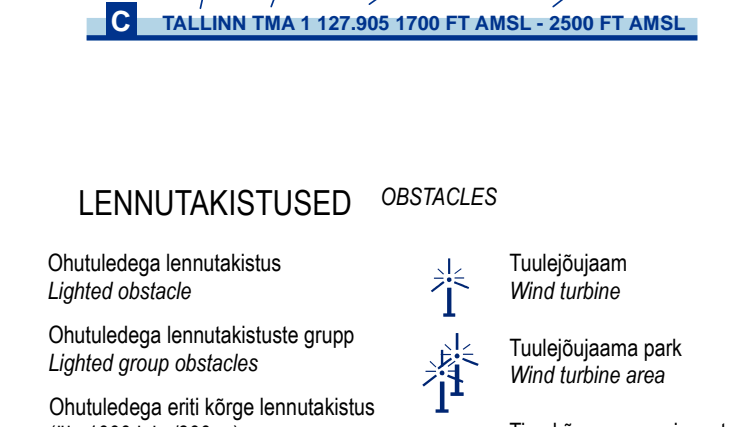 C TALLINN TMA 1 127.905 1700 FT AMSL - 2500 FT AMSL
LENNUTAKISTUSED OBSTACLES
Ohutuledega lennutakistus
Lighted obstacle
Ohutuledega lennutakistuste grupp
Lighted group obstacles
Ohutuledega eriti kõrge lennutakistus
Tuulejõujaam
Wind turbine
Tuulejõujaama park
Wind turbine area